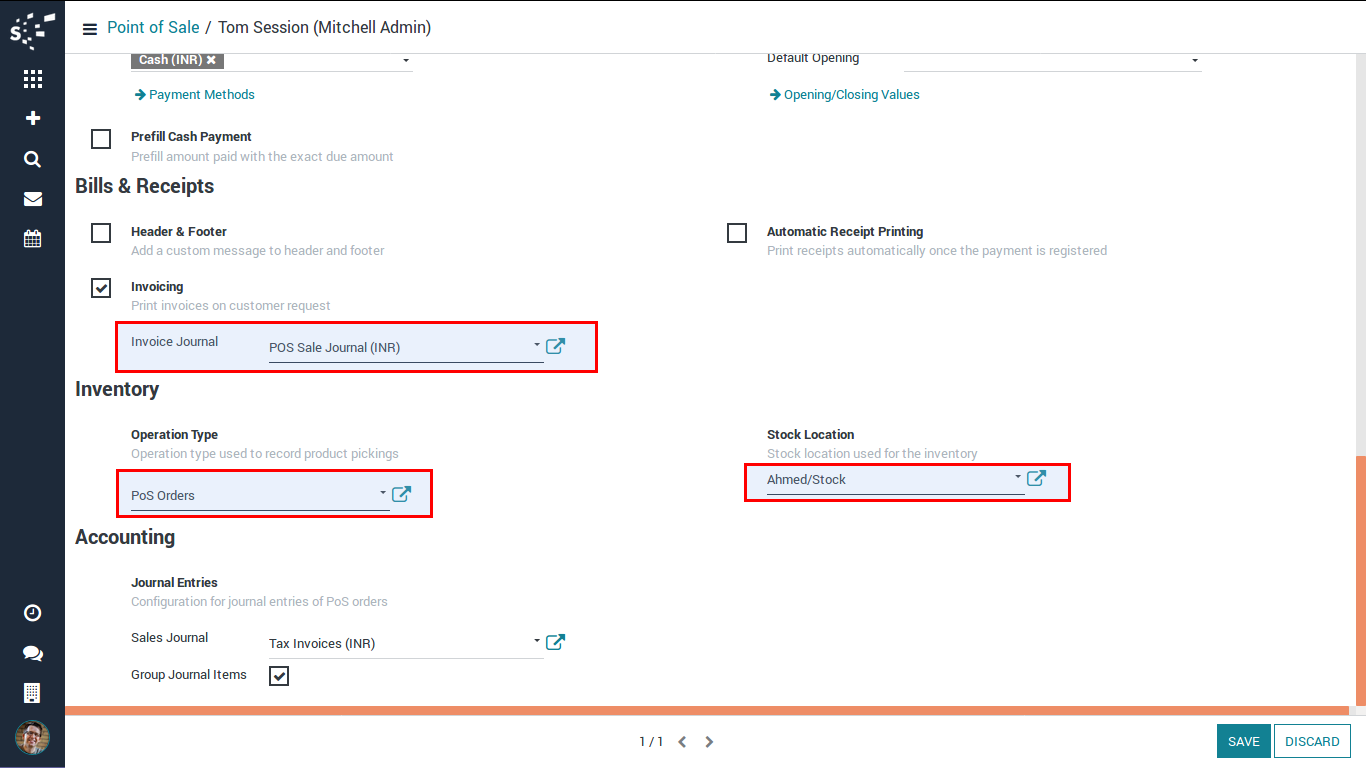 Point of Sale / Tom Session (Mitchell Admin)
Cash (INR) ✖
Default Opening
Payment Methods
Opening/Closing Values
Prefill Cash Payment
Prefill amount paid with the exact due amount
Bills & Receipts
Header & Footer
Add a custom message to header and footer
Automatic Receipt Printing
Print receipts automatically once the payment is registered
Invoicing
Print invoices on customer request
Invoice Journal
POS Sale Journal (INR)
Inventory
Operation Type
Operation type used to record product pickings
PoS Orders
Stock Location
Stock location used for the inventory
Ahmed/Stock
Accounting
Journal Entries
Configuration for journal entries of PoS orders
Sales Journal
Tax Invoices (INR)
Group Journal Items
1 / 1
SAVE
DISCARD